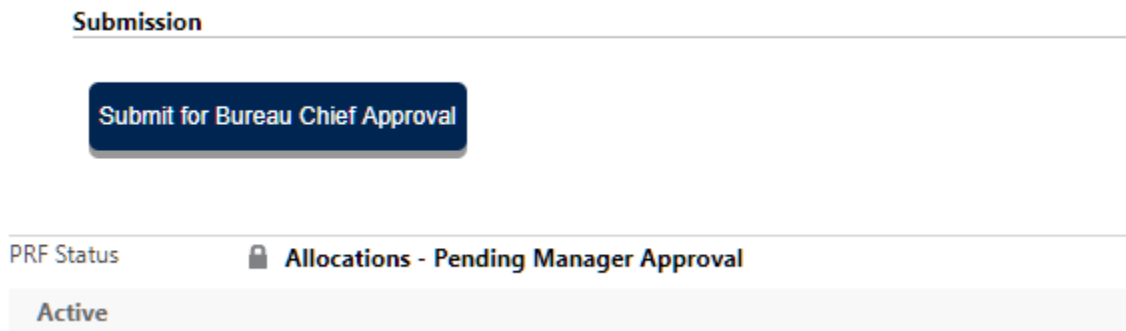 Submission
Submit for Bureau Chief Approval
PRF Status Allocations - Pending Manager Approval
Active